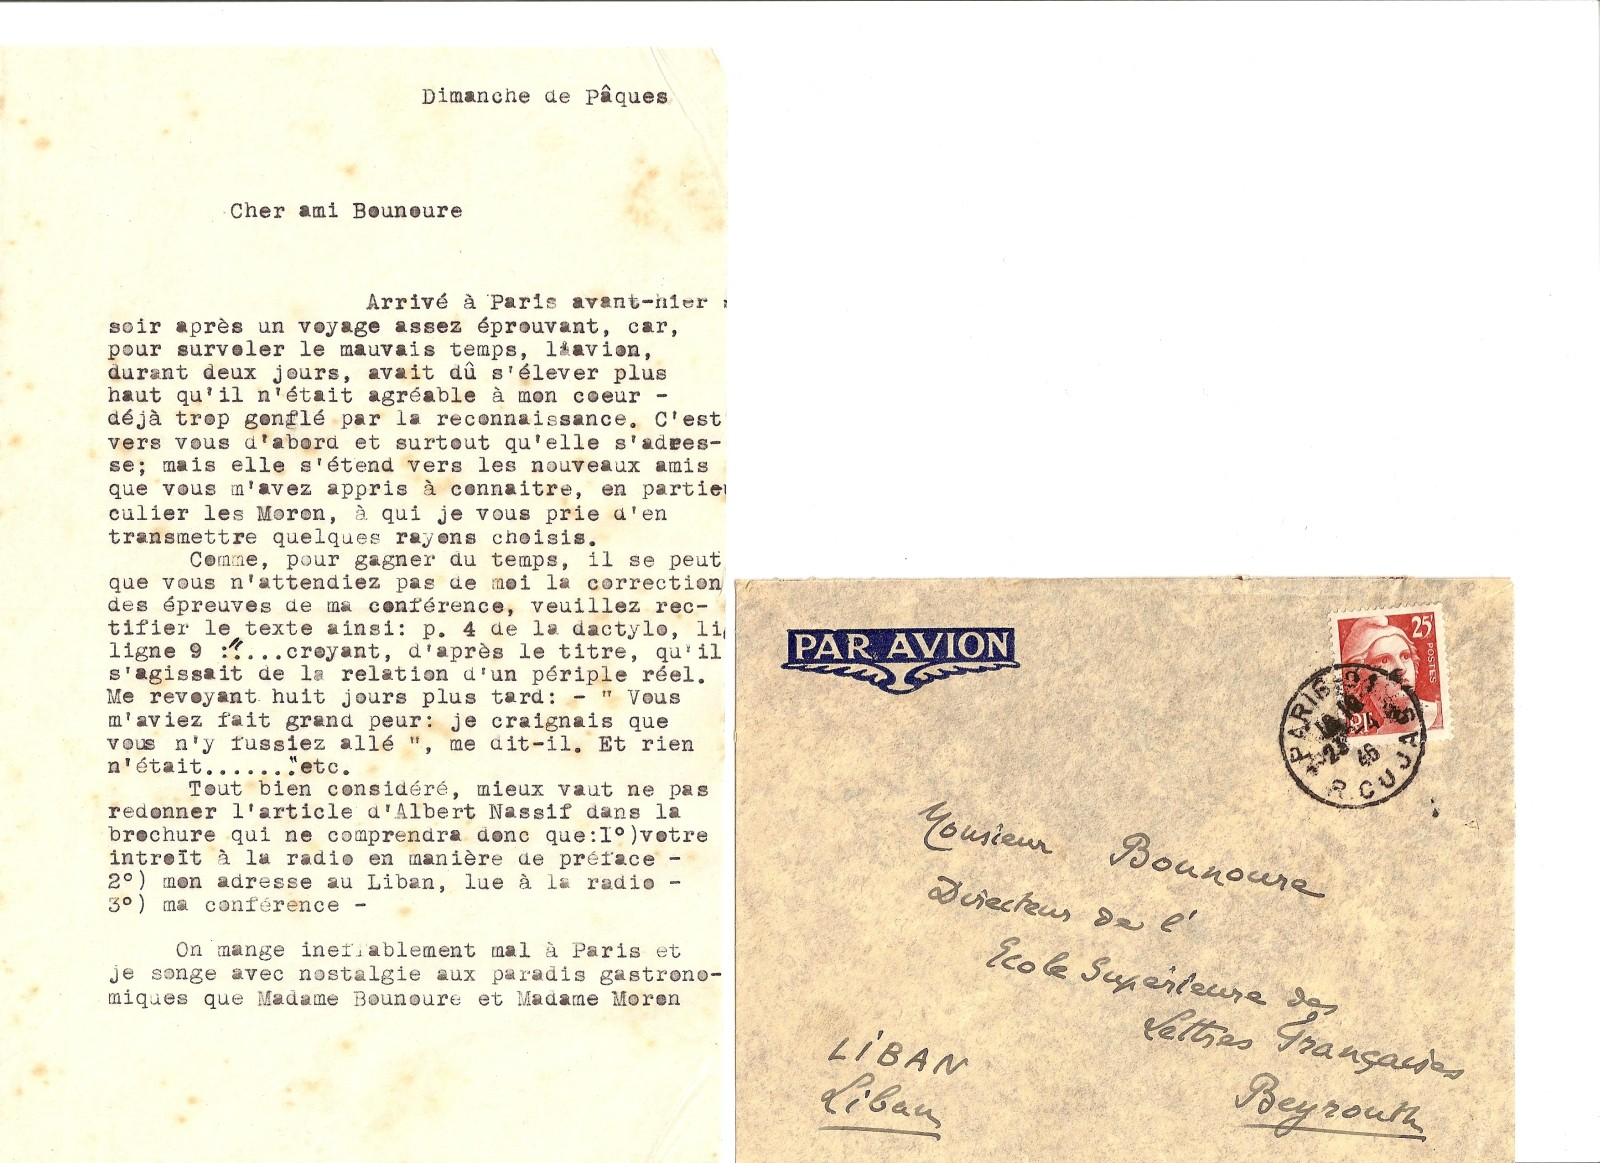 Dimanche de Pâques
Cher ami Bounoure
Arrivé à Paris avant-hier
soir après un voyage assez éprouvant, car,
pour survoler le mauvais temps, l'avion,
durant deux jours, avait dû s'élever plus
haut qu'il n'était agréable à mon coeur -
déjà trop gonflé par la reconnaissance. C'est
vers vous d'abord et surtout qu'elle s'adres-
se; mais elle s'étend vers les nouveaux amis
que vous m'avez appris à connaitre, en partic
culier les Moron, à qui je vous prie d'en
transmettre quelques rayons choisis.
Comme, pour gagner du temps, il se peut
que vous n'attendiez pas de moi la correction
des épreuves de ma conférence, veuillez rec-
tifier le texte ainsi: p. 4 de la dactylo, li
ligne 9 :"....croyant, d'après le titre, qu'il
s'agissait de la relation d'un périple réel.
Me revoyant huit jours plus tard: - " Vous
m'aviez fait grand peur: je craignais que
vous n'y fussiez allé ", me dit-il. Et rien
n'était......."etc.
Tout bien considéré, mieux vaut ne pas
redonner l'article d'Albert Nassif dans la
brochure qui ne comprendra donc que:I°)votre
introït à la radio en manière de préface -
2°) mon adresse au Liban, lue à la radio -
3°) ma conférence -
On mange ineffablement mal à Paris et
je songe avec nostalgie aux paradis gastrono-
miques que Madame Bounoure et Madame Moron
PAR AVION
25F
POSTES
PARIS
23 -4
46
R. CUJAS
Monsieur Bounoure
Directeur de l'
Ecole Supérieure des
Lettres Françaises
Beyrouth
LIBAN
Liban